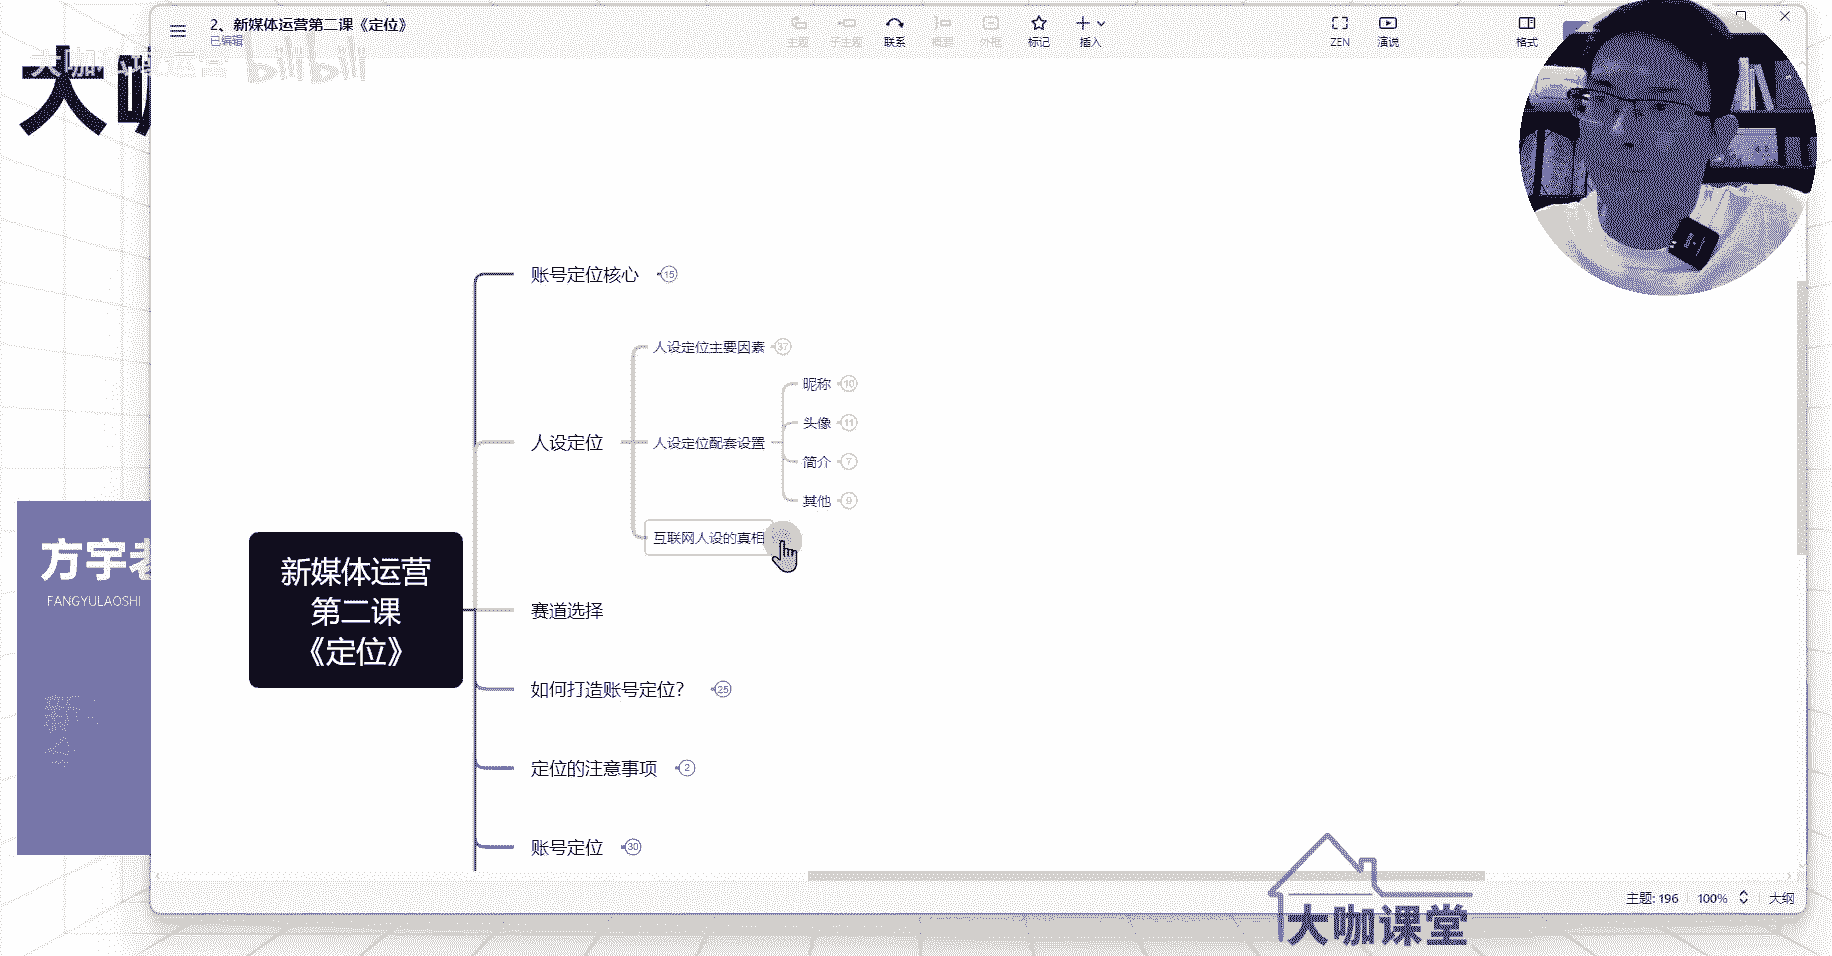 2、新媒体运营第二课《定位》
已编辑
主题
子主题
联系
概要
外框
标记
插入
ZEN
演说
格式
bilibili
大咖
账号定位核心 15
人设定位主要因素 37
昵称 10
头像 11
人设定位
人设定位配套设置
简介 7
其他 9
互联网人设的真相
新媒体运营
第二课
《定位》
赛道选择
如何打造账号定位？ 25
定位的注意事项 2
账号定位 30
方宇老
FANGYULAOSHI
主题: 196
100%
大纲
大咖课堂